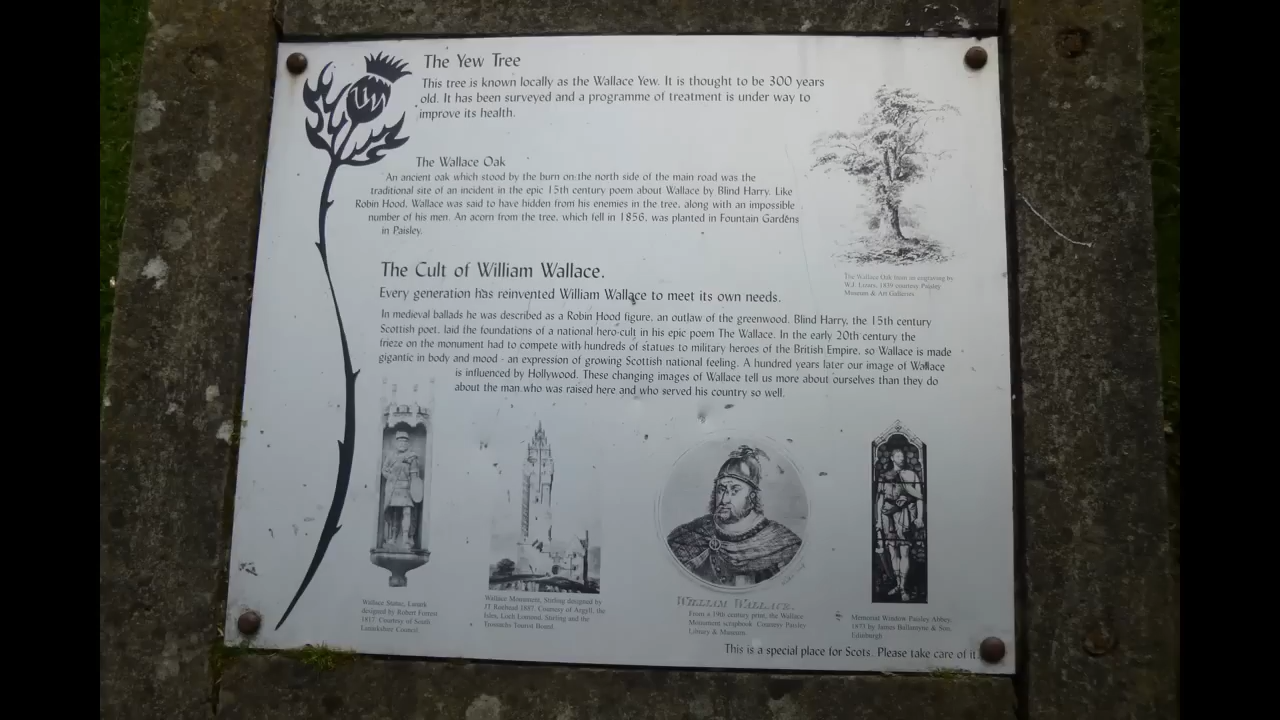 The Yew Tree
This tree is known locally as the Wallace Yew. It is thought to be 300 years
old. It has been surveyed and a programme of treatment is under way to
improve its health.
The Wallace Oak
An ancient oak which stood by the burn on the north side of the main road was the
traditional site of an incident in the epic 15th century poem about Wallace by Blind Harry. Like
Robin Hood, Wallace was said to have hidden from his enemies in the tree, along with an impossible
number of his men. An acorn from the tree, which fell in 1856, was planted in Fountain Gardens
in Paisley.
The Wallace Oak from an engraving by
W.J. Lizars, 1839 courtesy Paisley
Museum & Art Galleries
The Cult of William Wallace.
Every generation has reinvented William Wallace to meet its own needs.
In medieval ballads he was described as a Robin Hood figure, an outlaw of the greenwood. Blind Harry, the 15th century
Scottish poet, laid the foundations of a national hero-cult in his epic poem The Wallace. In the early 20th century the
frieze on the monument had to compete with hundreds of statues to military heroes of the British Empire, so Wallace is made
gigantic in body and mood - an expression of growing Scottish national feeling. A hundred years later our image of Wallace
is influenced by Hollywood. These changing images of Wallace tell us more about ourselves than they do
about the man who was raised here and who served his country so well.
Wallace Statue, Lanark
designed by Robert Forrest
1817. Courtesy of South
Lanarkshire Council
Wallace Monument, Stirling designed by
JT Rochead 1887. Courtesy of Argyll, the
Isles, Loch Lomond, Stirling and the
Trossachs Tourist Board.
WILLIAM WALLACE.
From a 19th century print, the Wallace
Monument scrapbook. Courtesy Paisley
Library & Museum.
Memorial Window Paisley Abbey,
1873 by James Ballantyne & Son,
Edinburgh
This is a special place for Scots. Please take care of it.